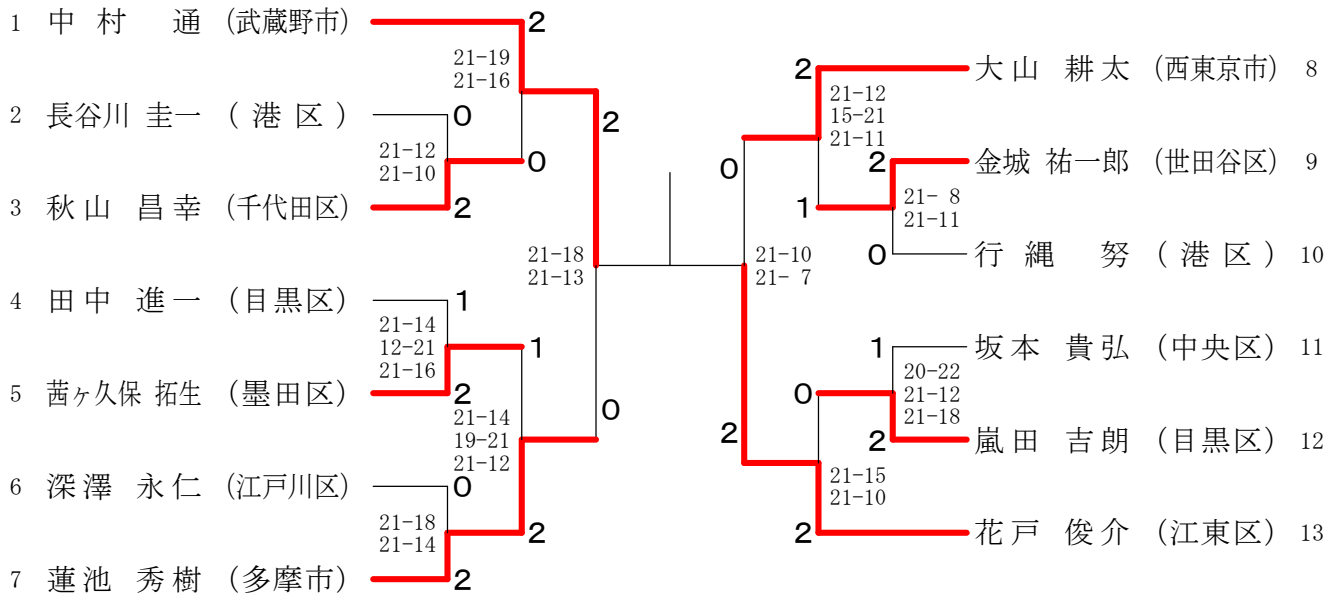 1 中村 通 (武蔵野市) 2
21-19
21-16
2 長谷川 圭一 (港区) 0
21-12
21-10
0
3 秋山 昌幸 (千代田区) 2
2
21-18
21-13
4 田中 進一 (目黒区) 1
21-14
12-21
21-16
1
5 茜ヶ久保 拓生 (墨田区) 2
21-14
19-21
21-12
0
6 深澤 永仁 (江戸川区) 0
21-18
21-14
2
7 蓮池 秀樹 (多摩市) 2
2 大山 耕太 (西東京市) 8
21-12
15-21
21-11
0
2 金城 祐一郎 (世田谷区) 9
1
21- 8
21-11
0 行縄 努 (港区) 10
21-10
21- 7
1 坂本 貴弘 (中央区) 11
20-22
21-12
21-18
0
2 嵐田 吉朗 (目黒区) 12
2
21-15
21-10
2 花戸 俊介 (江東区) 13